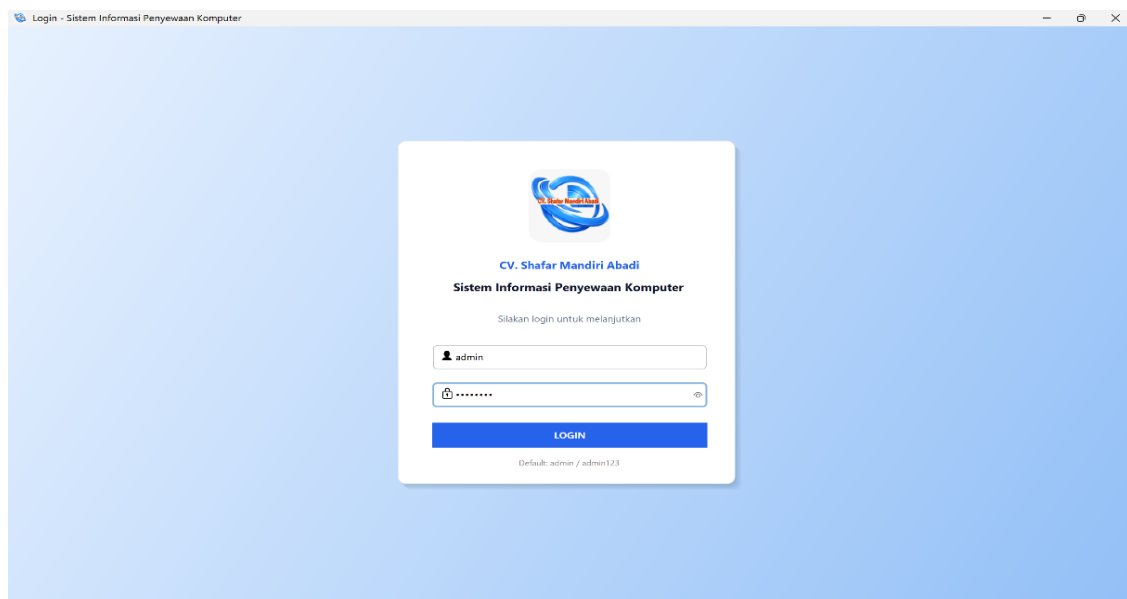 Login - Sistem Informasi Penyewaan Komputer
CV. Shafar Mandiri Abadi
CV. Shafar Mandiri Abadi
Sistem Informasi Penyewaan Komputer
Silakan login untuk melanjutkan
admin
••••••••
LOGIN
Default: admin / admin123